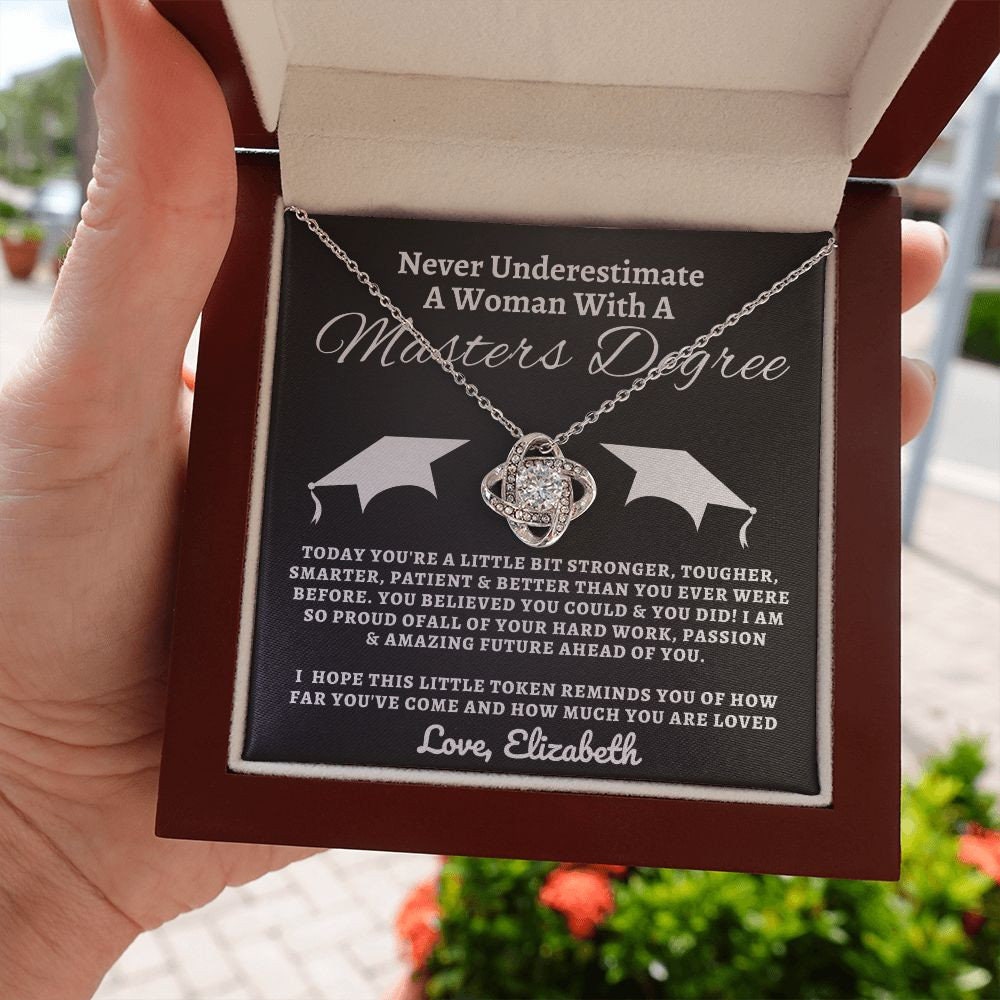 Never Underestimate
A Woman With A
Masters Degree
TODAY YOU'RE A LITTLE BIT STRONGER, TOUGHER,
SMARTER, PATIENT & BETTER THAN YOU EVER WERE
BEFORE. YOU BELIEVED YOU COULD & YOU DID! I AM
SO PROUD OFALL OF YOUR HARD WORK, PASSION
& AMAZING FUTURE AHEAD OF YOU.
I HOPE THIS LITTLE TOKEN REMINDS YOU OF HOW
FAR YOU'VE COME AND HOW MUCH YOU ARE LOVED
Love, Elizabeth